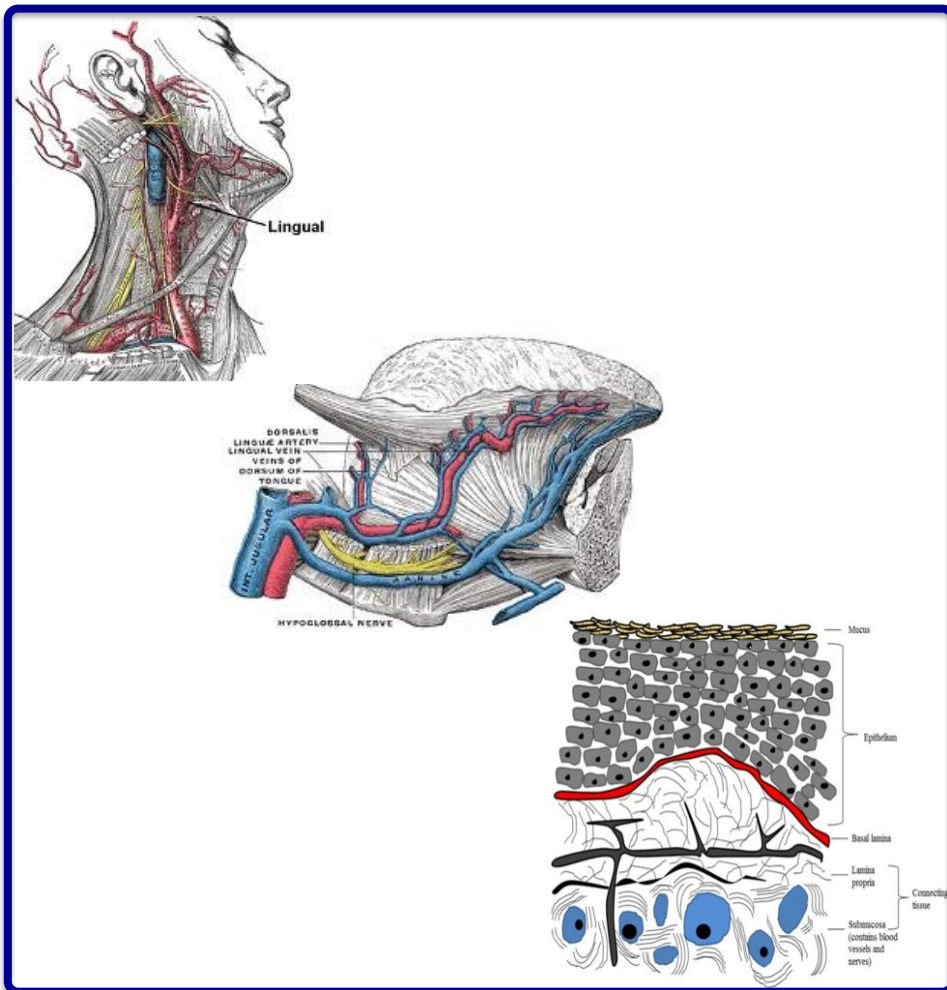 Lingual
DORSALIS
LINGUÆ ARTERY
LINGUAL VEIN
VEINS OF
DORSUM OF
TONGUE
INT. JUGULAR
RANINE
HYPOGLOSSAL NERVE
Mucus
Epithelium
Basal lamina
Lamina
propria
Connecting
tissue
Submucosa
(contains blood
vessels and
nerves)